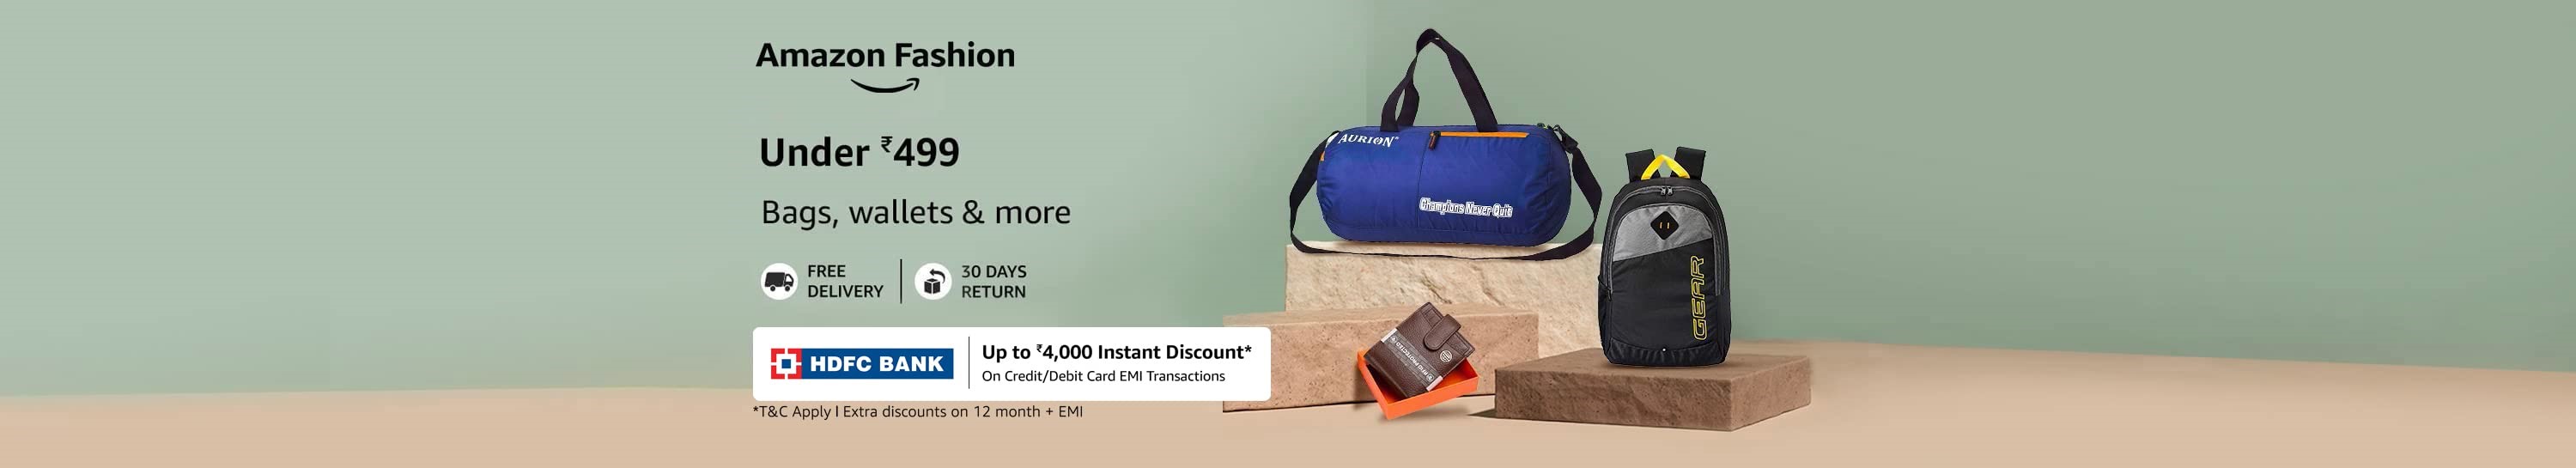 Amazon Fashion
Under ₹499
Bags, wallets & more
FREE
DELIVERY
30 DAYS
RETURN
HDFC BANK
Up to ₹4,000 Instant Discount*
On Credit/Debit Card EMI Transactions
*T&C Apply I Extra discounts on 12 month + EMI
AURION®
Champions Never Quit
GEAR
RFID PROTECTED